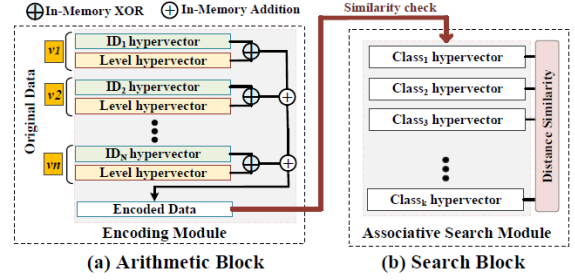 In-Memory XOR
In-Memory Addition
Similarity check
Original Data
v1
ID1 hypervector
Level hypervector
v2
ID2 hypervector
Level hypervector
vn
IDN hypervector
Level hypervector
Encoded Data
Encoding Module
(a) Arithmetic Block
Class1 hypervector
Class2 hypervector
Class3 hypervector
Classk hypervector
Distance Similarity
Associative Search Module
(b) Search Block